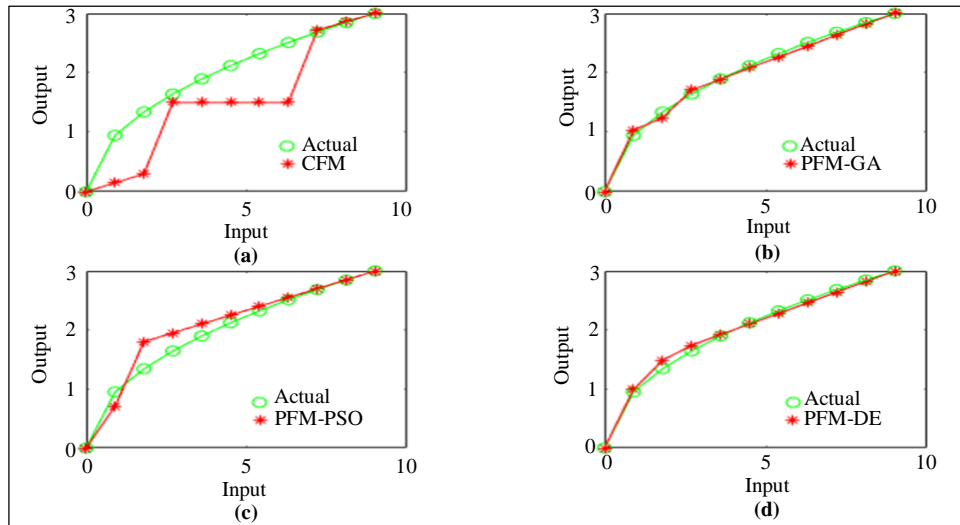 3
2
1
0
Output
Actual
CFM
0
5
10
Input
(a)
3
2
1
0
Output
Actual
PFM-GA
0
5
10
Input
(b)
3
2
1
0
Output
Actual
PFM-PSO
0
5
10
Input
(c)
3
2
1
0
Output
Actual
PFM-DE
0
5
10
Input
(d)